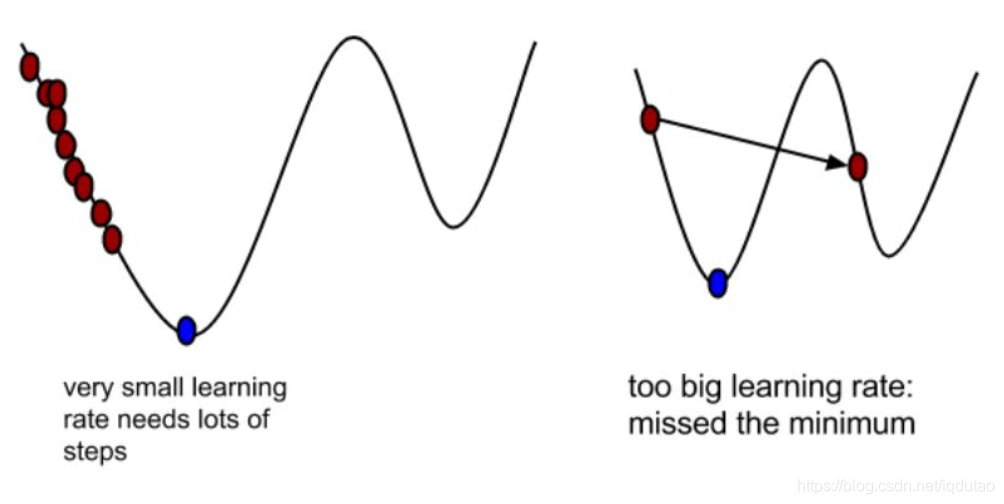 very small learning
rate needs lots of
steps
too big learning rate:
missed the minimum
https://blog.csdn.net/iqdutao